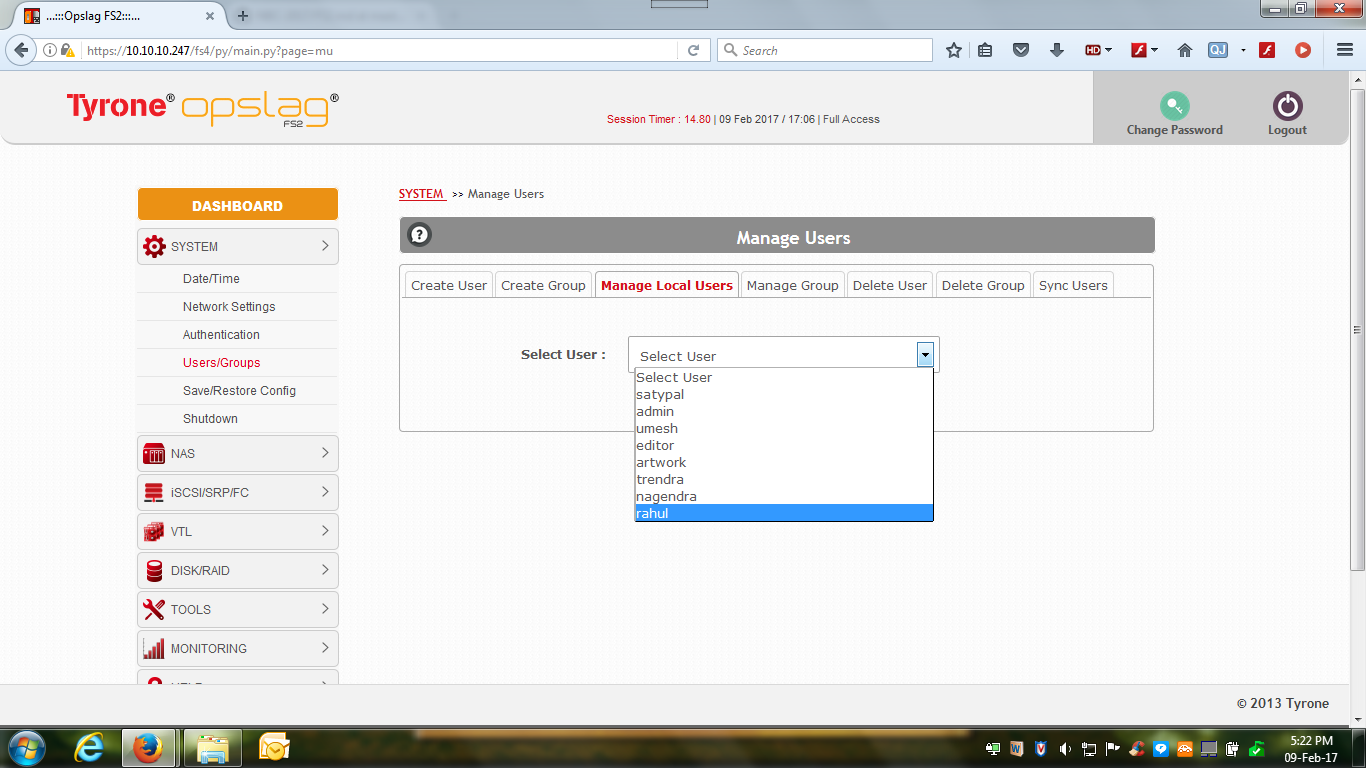 ...:::Opslag FS2:::...
https://10.10.10.247/fs4/py/main.py?page=mu
Search
HD
QJ
Tyrone® opslag®
FS2
Session Timer : 14.80 | 09 Feb 2017 / 17:06 | Full Access
Change Password
Logout
DASHBOARD
SYSTEM
Date/Time
Network Settings
Authentication
Users/Groups
Save/Restore Config
Shutdown
NAS
iSCSI/SRP/FC
VTL
DISK/RAID
TOOLS
MONITORING
SYSTEM >> Manage Users
Manage Users
Create User
Create Group
Manage Local Users
Manage Group
Delete User
Delete Group
Sync Users
Select User :
Select User
Select User
satypal
admin
umesh
editor
artwork
trendra
nagendra
rahul
© 2013 Tyrone
5:22 PM
09-Feb-17